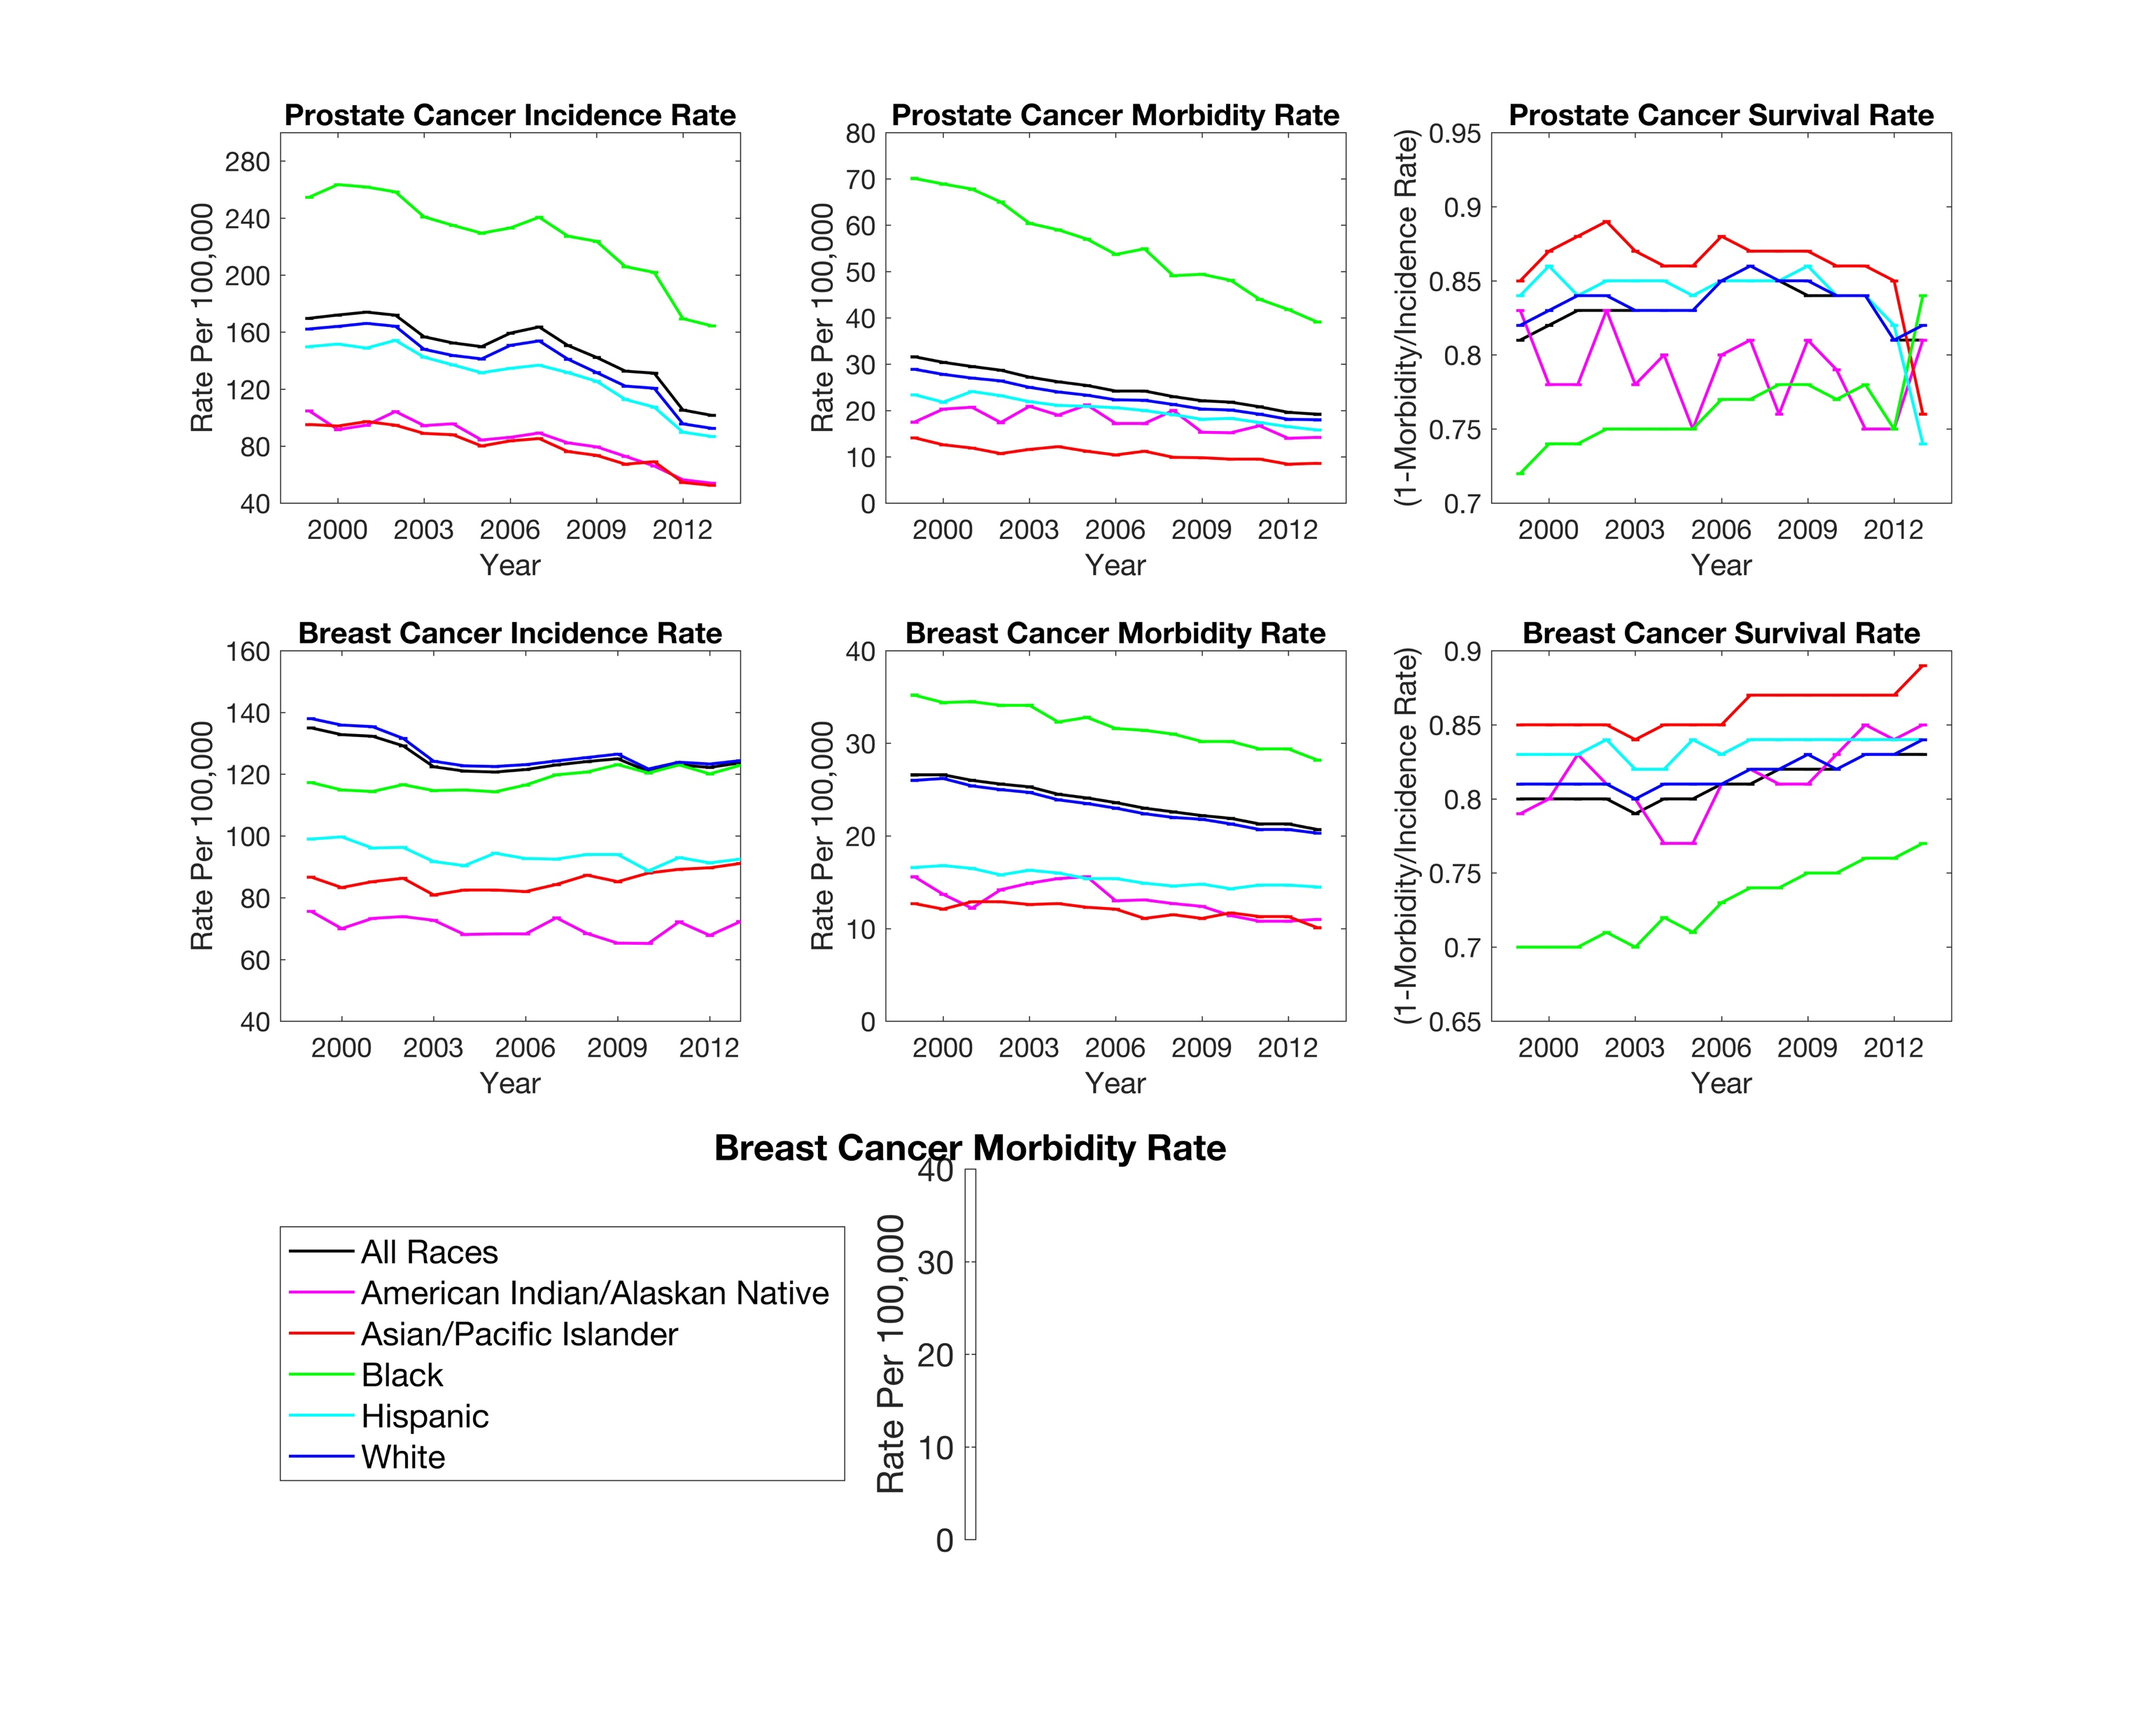 Prostate Cancer Incidence Rate
Rate Per 100,000
280
240
200
160
120
80
40
2000 2003 2006 2009 2012
Year
Prostate Cancer Morbidity Rate
Rate Per 100,000
80
70
60
50
40
30
20
10
0
2000 2003 2006 2009 2012
Year
Prostate Cancer Survival Rate
(1-Morbidity/Incidence Rate)
0.95
0.9
0.85
0.8
0.75
0.7
2000 2003 2006 2009 2012
Year
Breast Cancer Incidence Rate
Rate Per 100,000
160
140
120
100
80
60
40
2000 2003 2006 2009 2012
Year
Breast Cancer Morbidity Rate
Rate Per 100,000
40
30
20
10
0
2000 2003 2006 2009 2012
Year
Breast Cancer Survival Rate
(1-Morbidity/Incidence Rate)
0.9
0.85
0.8
0.75
0.7
0.65
2000 2003 2006 2009 2012
Year
All Races
American Indian/Alaskan Native
Asian/Pacific Islander
Black
Hispanic
White
Breast Cancer Morbidity Rate
Rate Per 100,000
40
30
20
10
0